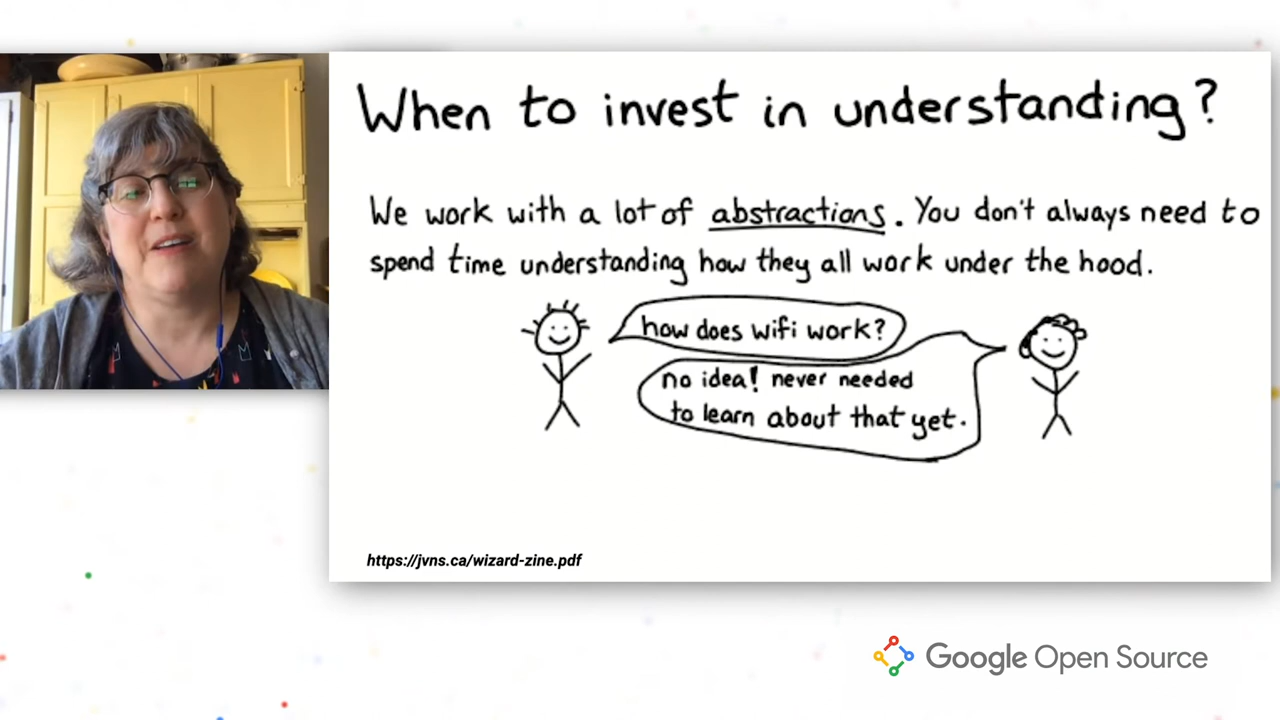 When to invest in understanding?
We work with a lot of abstractions. You don't always need to
spend time understanding how they all work under the hood.
how does wifi work?
no idea! never needed
to learn about that yet.
https://jvns.ca/wizard-zine.pdf
Google Open Source